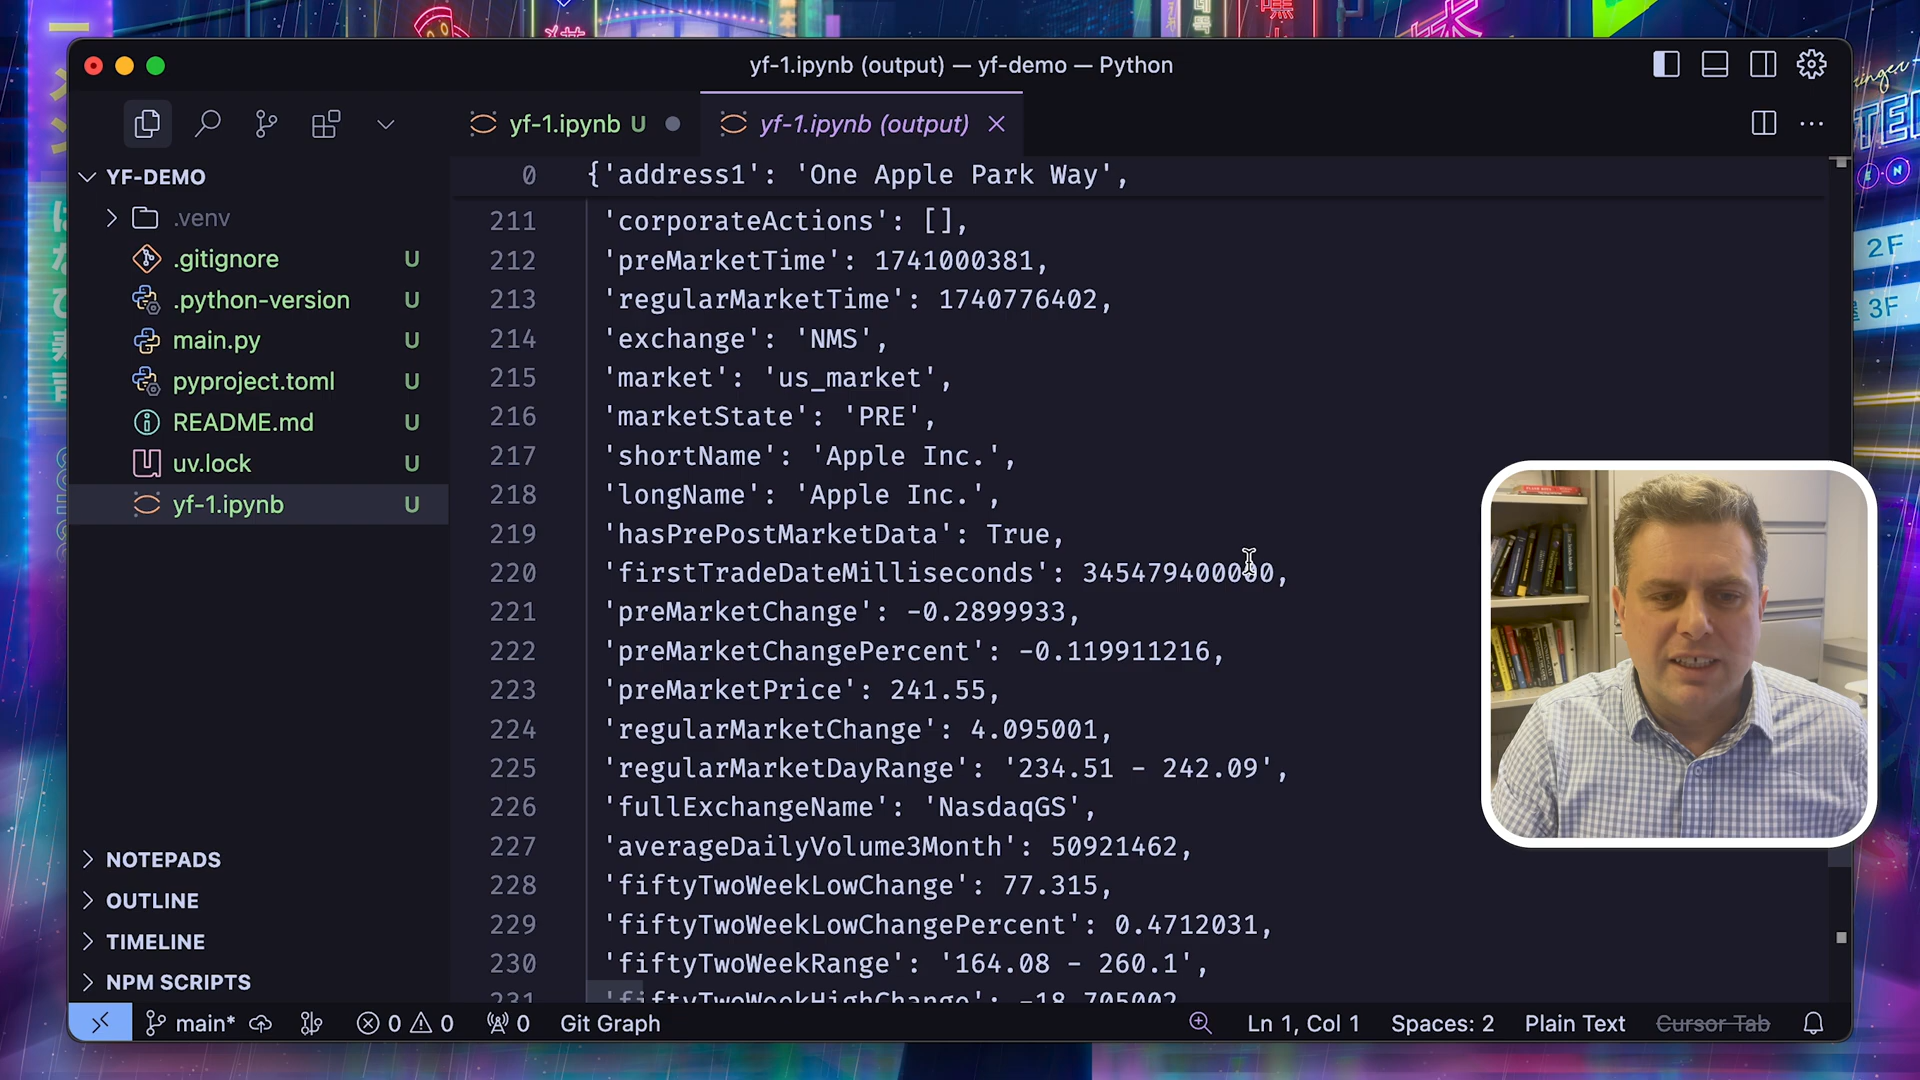 yf-1.ipynb (output) — yf-demo — Python
yf-1.ipynb U
yf-1.ipynb (output)
YF-DEMO
.venv
.gitignore U
.python-version U
main.py U
pyproject.toml U
README.md U
uv.lock U
yf-1.ipynb U
NOTEPADS
OUTLINE
TIMELINE
NPM SCRIPTS
0 {'address1': 'One Apple Park Way',
211 'corporateActions': [],
212 'preMarketTime': 1741000381,
213 'regularMarketTime': 1740776402,
214 'exchange': 'NMS',
215 'market': 'us_market',
216 'marketState': 'PRE',
217 'shortName': 'Apple Inc.',
218 'longName': 'Apple Inc.',
219 'hasPrePostMarketData': True,
220 'firstTradeDateMilliseconds': 345479400000,
221 'preMarketChange': -0.2899933,
222 'preMarketChangePercent': -0.119911216,
223 'preMarketPrice': 241.55,
224 'regularMarketChange': 4.095001,
225 'regularMarketDayRange': '234.51 - 242.09',
226 'fullExchangeName': 'NasdaqGS',
227 'averageDailyVolume3Month': 50921462,
228 'fiftyTwoWeekLowChange': 77.315,
229 'fiftyTwoWeekLowChangePercent': 0.4712031,
230 'fiftyTwoWeekRange': '164.08 - 260.1',
231 'fiftyTwoWeekHighChange': -18.705002
main* 0 0 0 Git Graph
Ln 1, Col 1 Spaces: 2 Plain Text Cursor Tab
2F
3F